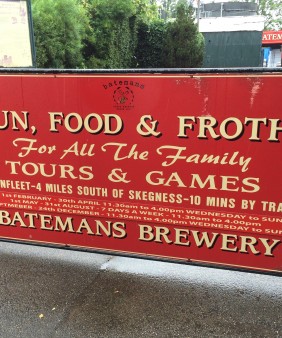 batemans
UN, FOOD & FROTH
For All The Family
TOURS & GAMES
NFLEET-4 MILES SOUTH OF SKEGNESS-10 MINS BY TRA
1st FEBRUARY - 30th APRIL 11.30am to 4.00pm WEDNESDAY to SUN
1st MAY - 31st AUGUST - 7 DAYS A WEEK - 11.30am to 4.00pm
PTMEBER - 24th DECEMBER - 11.30am to 4.00pm WEDNESDAY to SU
BATEMANS BREWERY